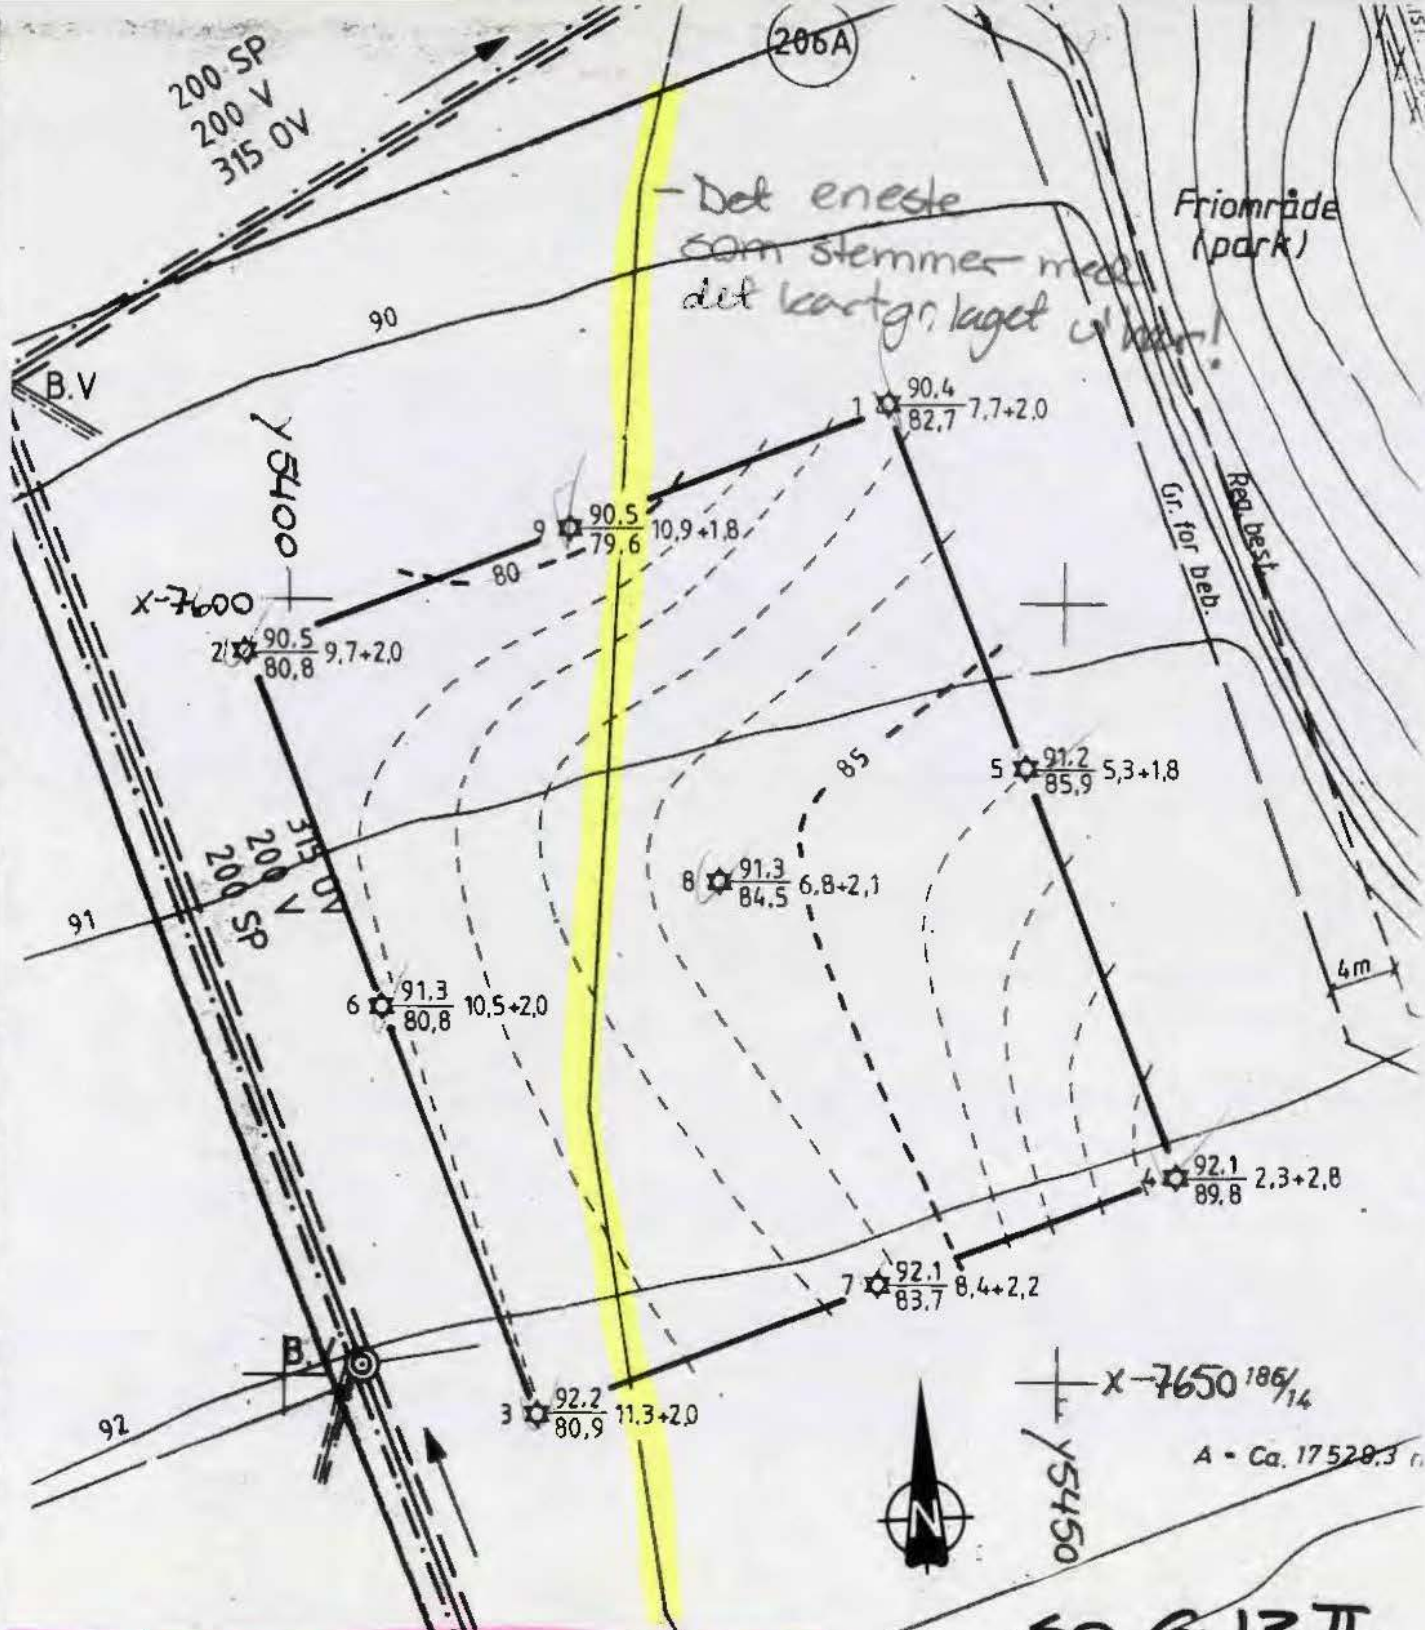 206A
200 SP
200 V
315 OV
- Det eneste
som stemmer med
det kartgr. laget
Friområde
(park)
90
B.V
1 90.4 7,7+2,0
82,7
Y 5400
9 90.5 10,9+1,8
79,6
80
X-7600
2 90.5 9,7+2,0
80,8
Gr. for beb.
Reg. best.
85
5 91.2 5,3+1,8
85,9
315 OV
200 V
200 SP
8 91.3 6,8+2,1
84,5
91
4m
6 91.3 10,5+2,0
80,8
4 92.1 2,3+2,8
89,8
7 92.1 8,4+2,2
83,7
X-7650 186/14
3 92.2 11,3+2,0
80,9
92
A - Ca. 17 528.3
Y5450
N